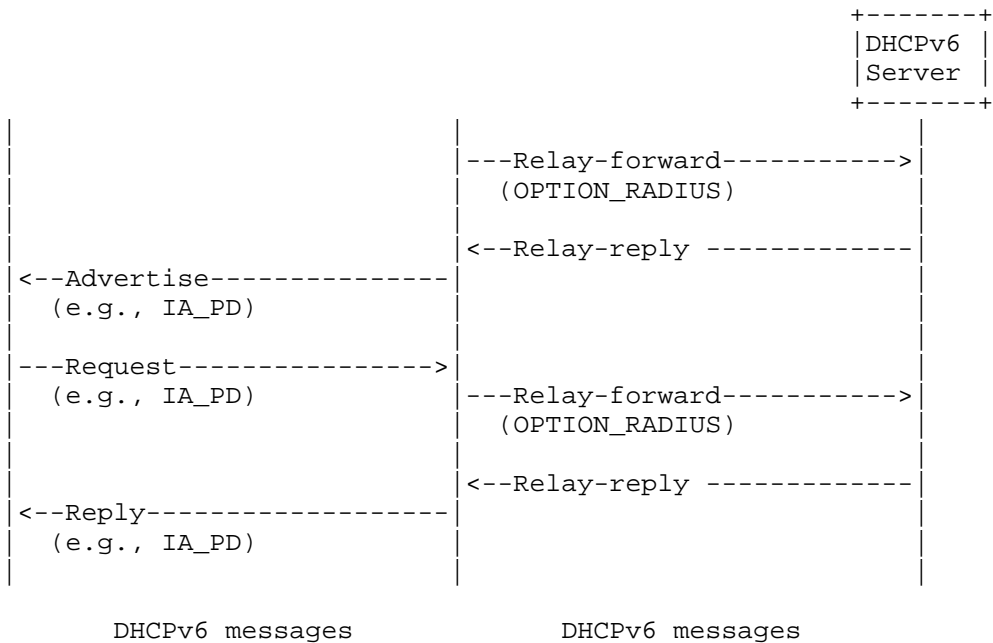 +-------+
|DHCPv6 |
|Server |
+-------+
|---Relay-forward----------->|
(OPTION_RADIUS)
|<--Relay-reply -------------|
|<--Advertise---------------|
(e.g., IA_PD)
|---Request---------------->|
(e.g., IA_PD) |---Relay-forward----------->|
(OPTION_RADIUS)
|<--Relay-reply -------------|
|<--Reply-------------------|
(e.g., IA_PD)
DHCPv6 messages DHCPv6 messages